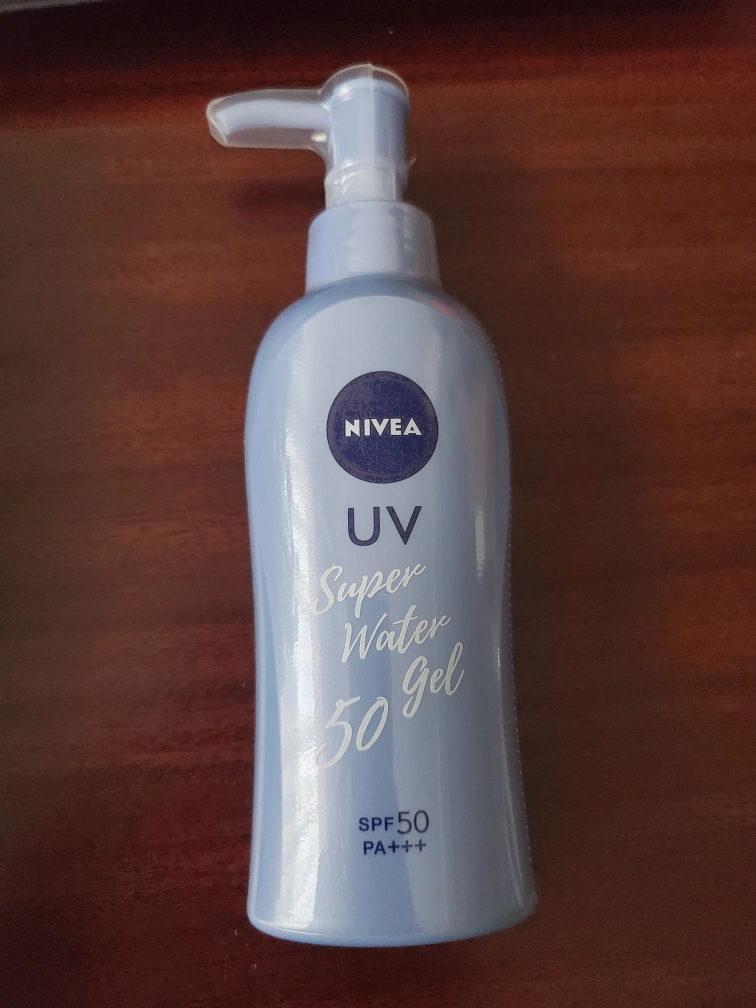 NIVEA
UV
Super
Water
Gel
50
SPF50
PA+++